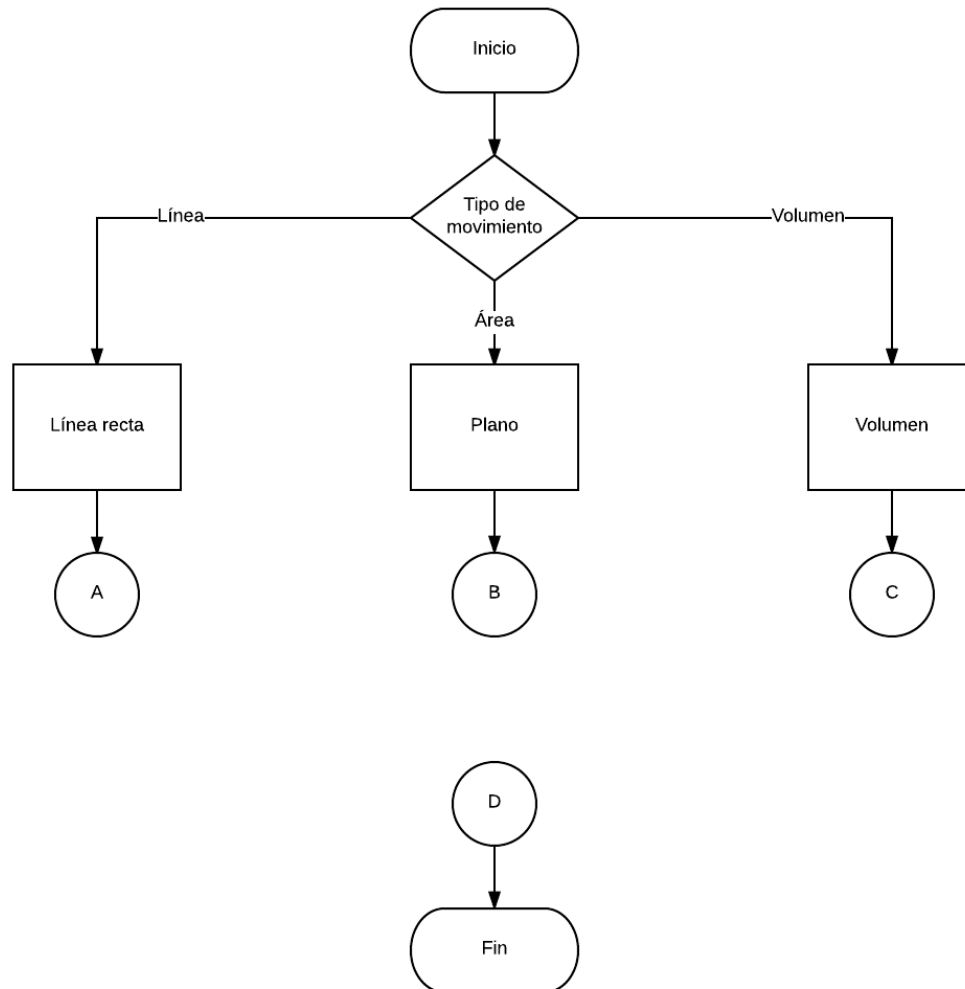 Inicio
Tipo de
movimiento
Línea
Volumen
Área
Línea recta
Plano
Volumen
A
B
C
D
Fin